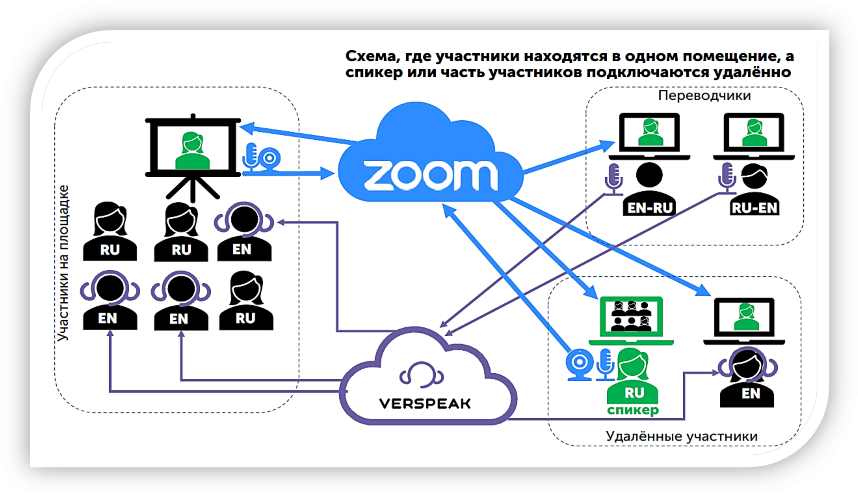 Схема, где участники находятся в одном помещение, а
спикер или часть участников подключаются удалённо
Участники на площадке
RU
RU
EN
EN
EN
RU
zoom
VERSPEAK
Переводчики
EN-RU
RU-EN
RU
спикер
EN
Удалённые участники